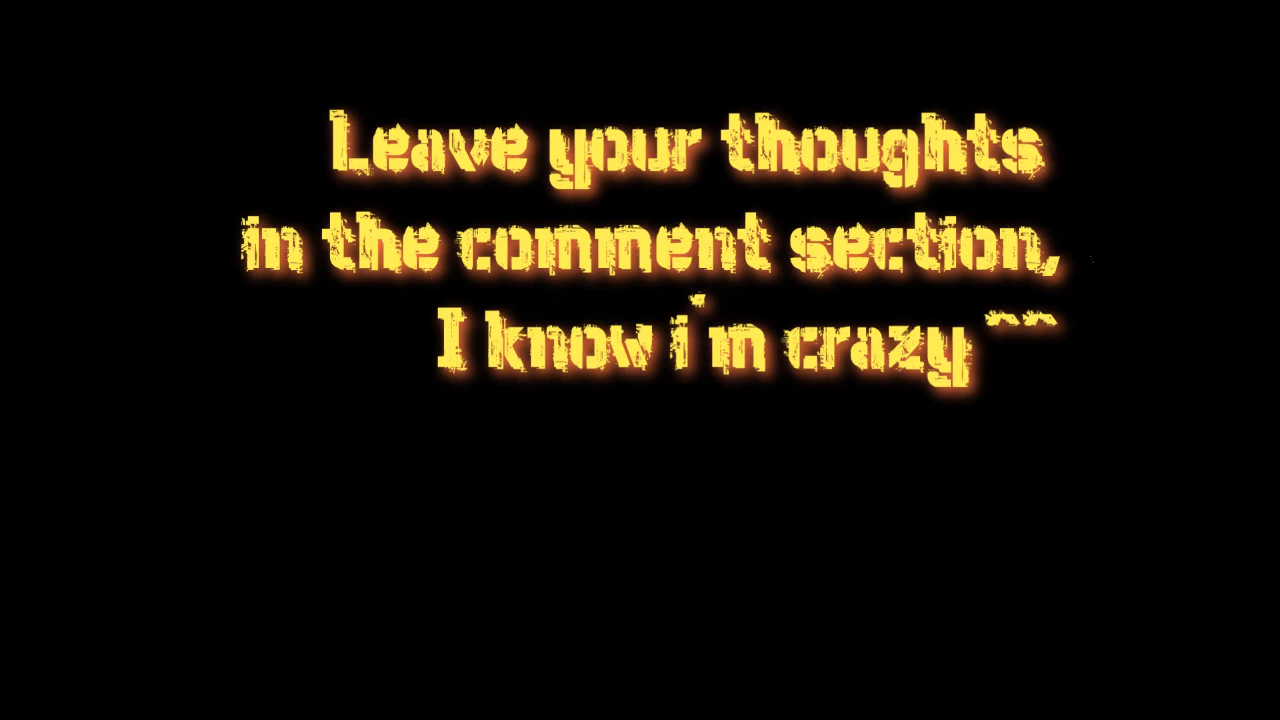 Leave your thoughts
in the comment section,
I know i'm crazy ^^